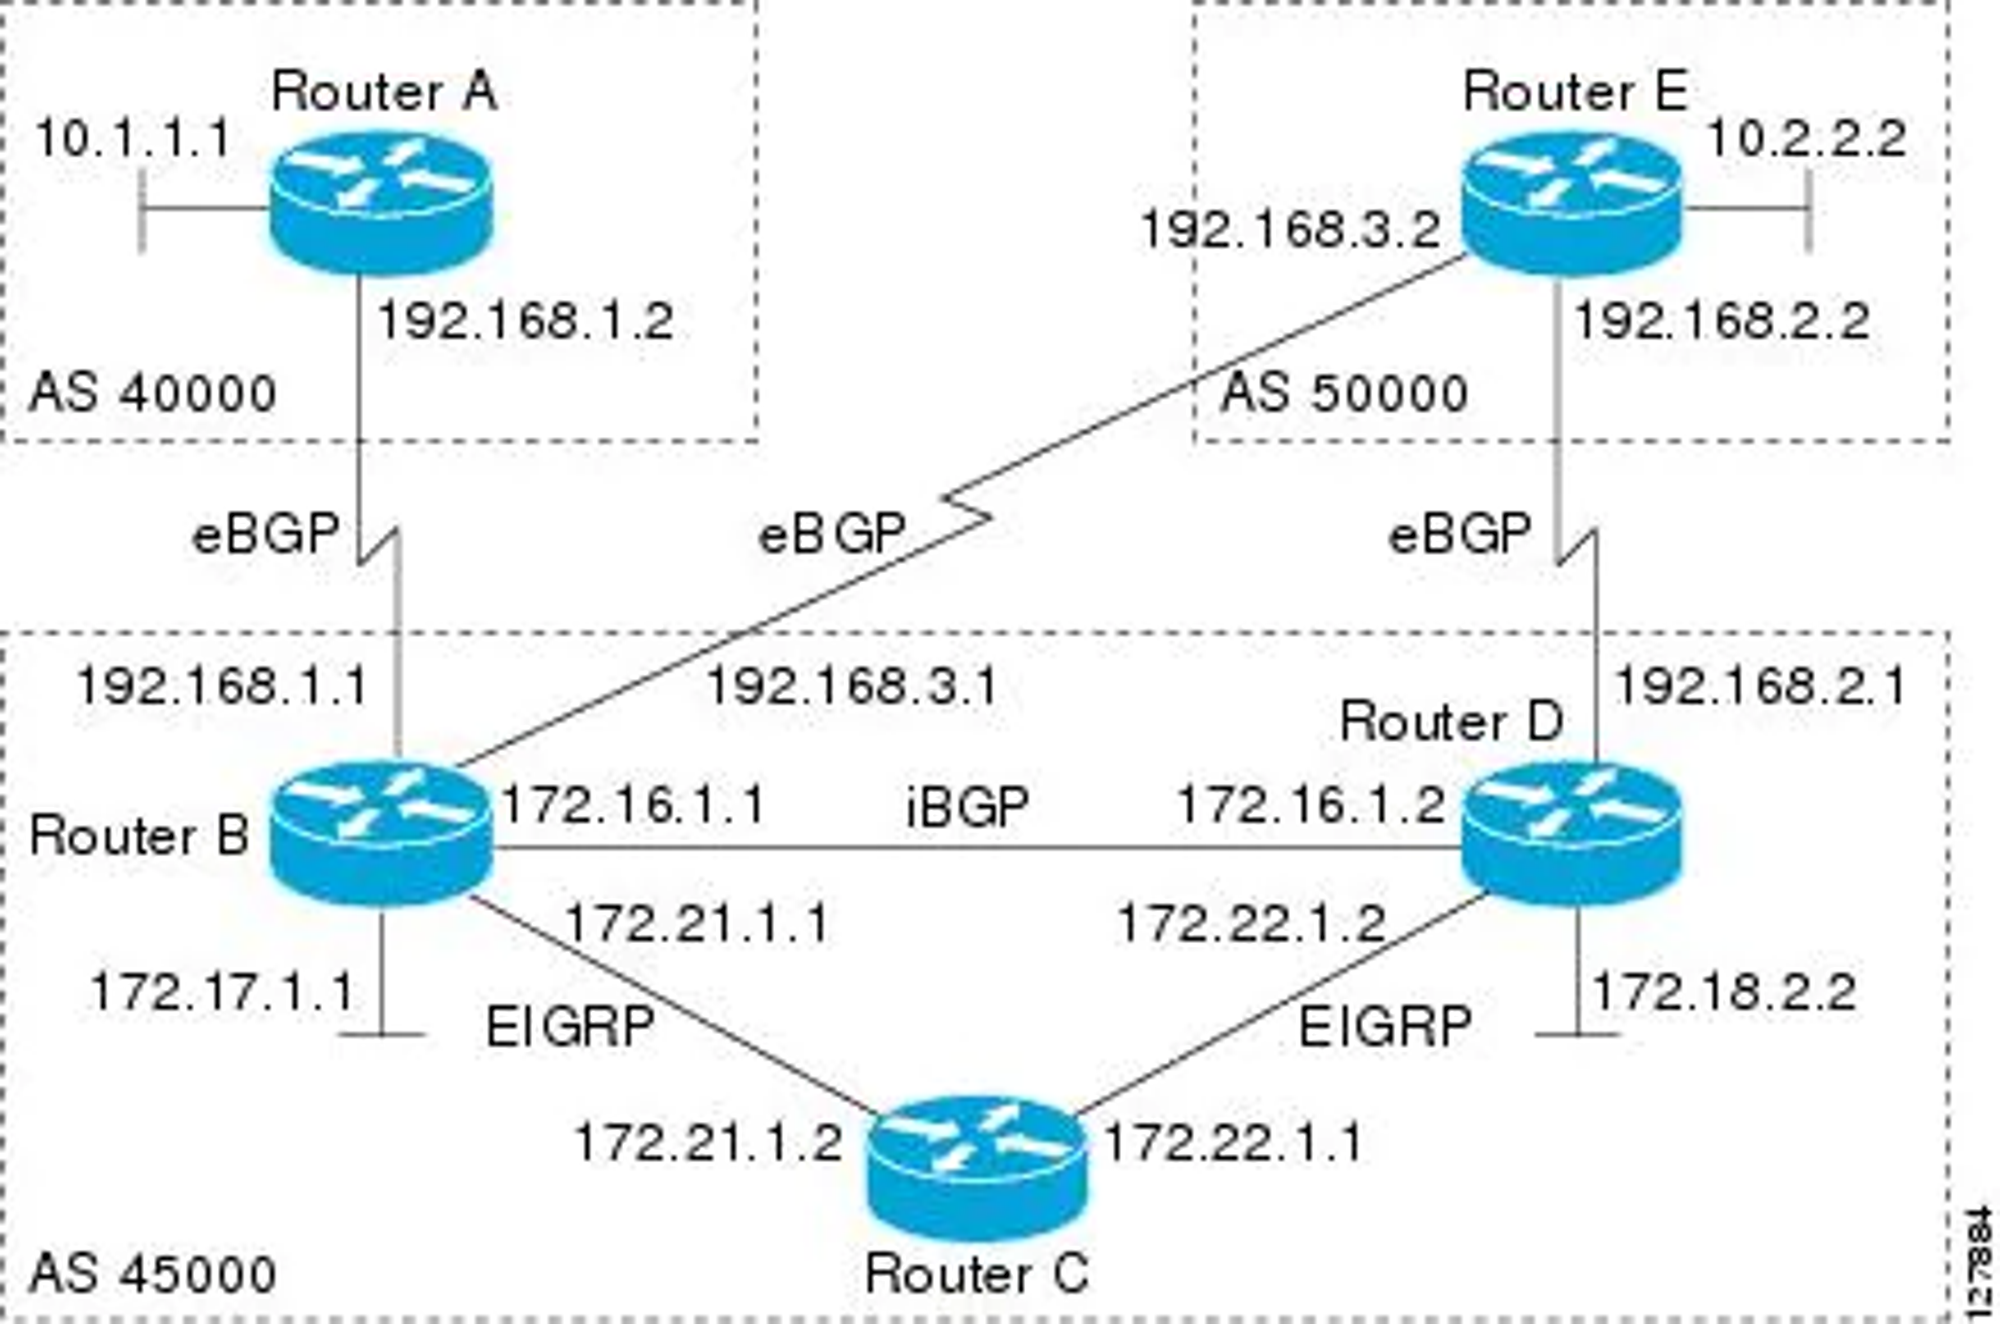 Router A
Router E
10.1.1.1
10.2.2.2
192.168.3.2
192.168.1.2
192.168.2.2
AS 40000
AS 50000
eBGP
eBGP
eBGP
192.168.1.1
192.168.3.1
192.168.2.1
Router D
172.16.1.1
iBGP
172.16.1.2
Router B
172.21.1.1
172.22.1.2
172.17.1.1
172.18.2.2
EIGRP
EIGRP
172.21.1.2
172.22.1.1
AS 45000
Router C
127884